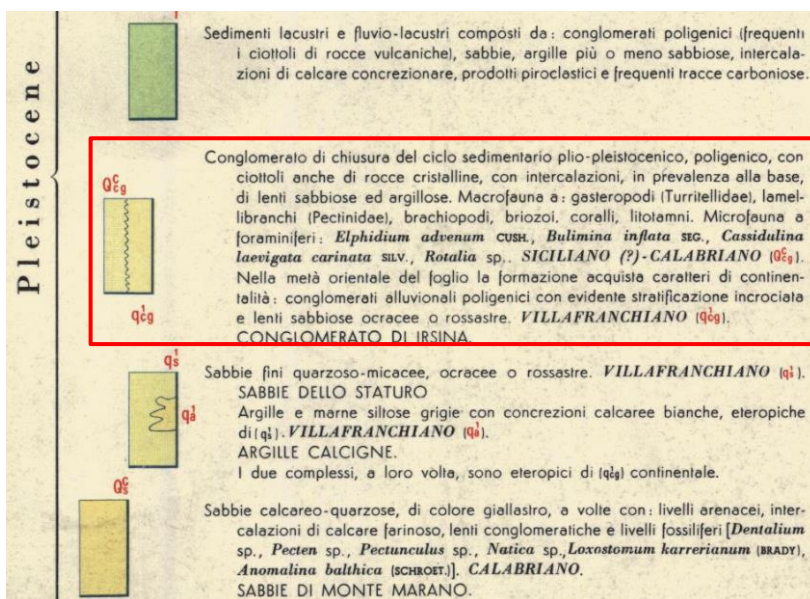 Pleistocene
Sedimenti lacustri e fluvio-lacustri composti da: conglomerati poligenici (frequenti
i ciottoli di rocce vulcaniche), sabbie, argille più o meno sabbiose, intercala-
zioni di calcare concrezionare, prodotti piroclastici e frequenti tracce carboniose.
Q^c_cg
q^1_cg
Conglomerato di chiusura del ciclo sedimentario plio-pleistocenico, poligenico, con
ciottoli anche di rocce cristalline, con intercalazioni, in prevalenza alla base,
di lenti sabbiose ed argillose. Macrofauna a: gasteropodi (Turritellidae), lamel-
libranchi (Pectinidae), brachiopodi, briozoi, coralli, litotamni. Microfauna a
foraminiferi: Elphidium advenum CUSH., Bulimina inflata SEG., Cassidulina
laevigata carinata SILV., Rotalia sp,. SICILIANO (?)-CALABRIANO (Q^c_cg).
Nella metà orientale del foglio la formazione acquista caratteri di continen-
talità: conglomerati alluvionali poligenici con evidente stratificazione incrociata
e lenti sabbiose ocracee o rossastre. VILLAFRANCHIANO (q^1_cg).
CONGLOMERATO DI IRSINA.
q^1_s
q^1_a
Sabbie fini quarzoso-micacee, ocracee o rossastre. VILLAFRANCHIANO (q^1_s).
SABBIE DELLO STATURO
Argille e marne siltose grigie con concrezioni calcaree bianche, eteropiche
di (q^1_s). VILLAFRANCHIANO (q^1_a).
ARGILLE CALCIGNE.
I due complessi, a loro volta, sono eteropici di (q^1_cg) continentale.
Q^c_s
Sabbie calcareo-quarzose, di colore giallastro, a volte con: livelli arenacei, inter-
calazioni di calcare farinoso, lenti conglomeratiche e livelli fossiliferi [Dentalium
sp., Pecten sp., Pectunculus sp., Natica sp., Loxostomum karrerianum (BRADY),
Anomalina balthica (SCHROET.)]. CALABRIANO.
SABBIE DI MONTE MARANO.